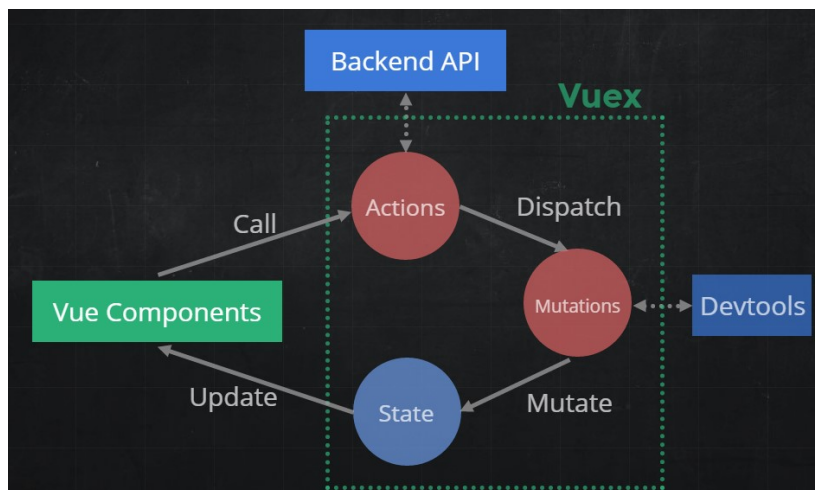 Backend API
Vuex
Actions
Dispatch
Call
Mutations
Devtools
Vue Components
Update
State
Mutate